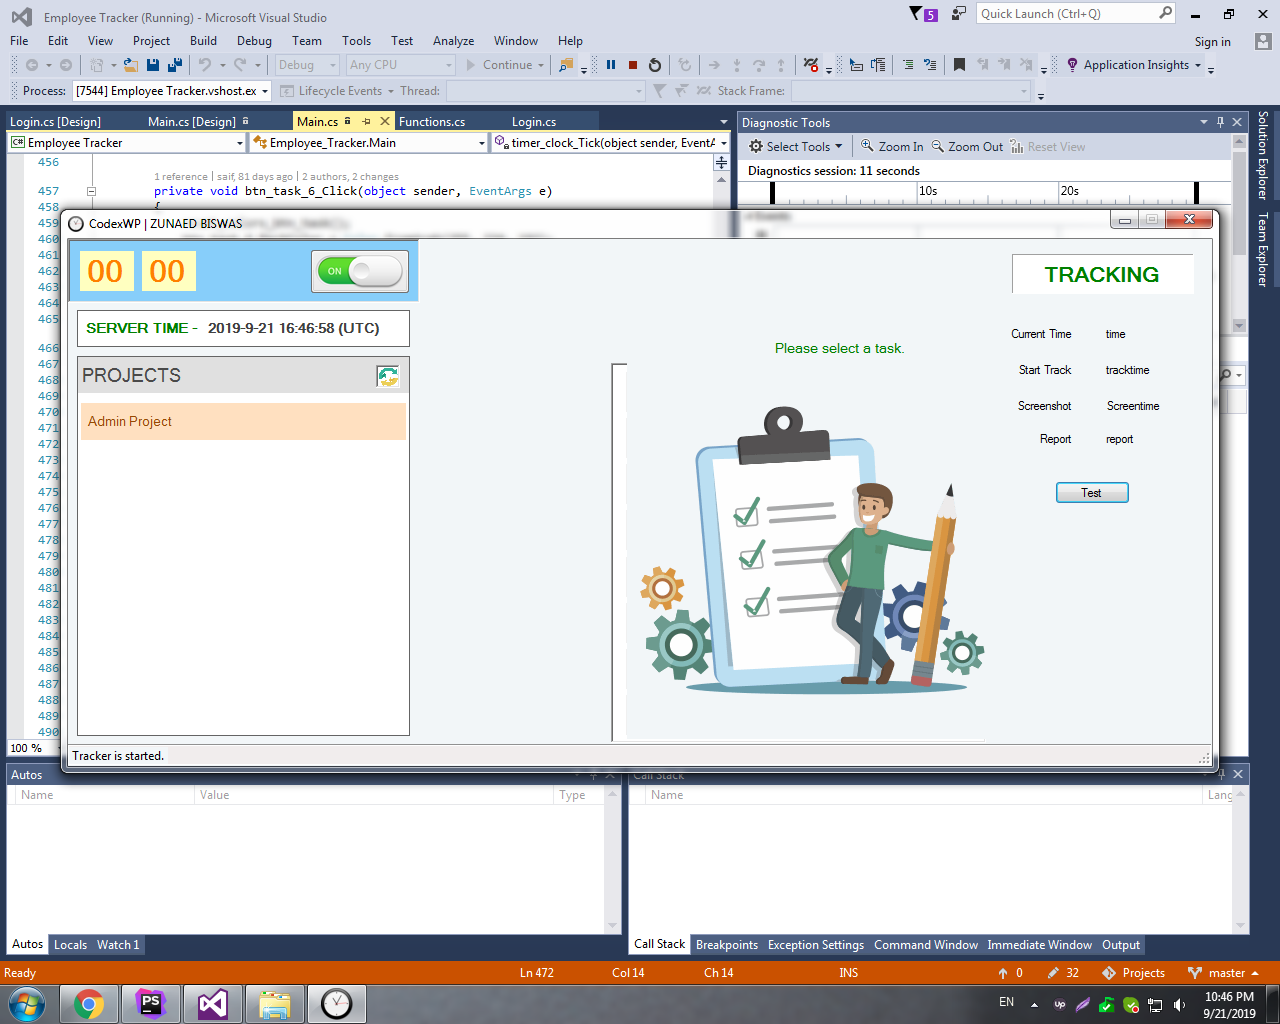 Employee Tracker (Running) - Microsoft Visual Studio
5
Quick Launch (Ctrl+Q)
File Edit View Project Build Debug Team Tools Test Analyze Window Help
Sign in
Debug Any CPU Continue Application Insights
Process: [7544] Employee Tracker.vshost.ex Lifecycle Events Thread: Stack Frame:
Login.cs [Design] Main.cs [Design] Main.cs Functions.cs Login.cs
Employee Tracker Employee_Tracker.Main timer_clock_Tick(object sender, EventA
Diagnostic Tools
Select Tools Zoom In Zoom Out Reset View
Diagnostics session: 11 seconds
10s 20s
Solution Explorer
Team Explorer
456
1 reference | saif, 81 days ago | 2 authors, 2 changes
457 private void btn_task_6_Click(object sender, EventArgs e)
458 {
459
460
461
462
463
464
465
466
467
468
469
470
471
472
473
474
475
476
477
478
479
480
481
482
483
484
485
486
487
488
489
490
100 %
CodexWP | ZUNAED BISWAS
00 00 ON
SERVER TIME - 2019-9-21 16:46:58 (UTC)
PROJECTS
Admin Project
Please select a task.
TRACKING
Current Time time
Start Track tracktime
Screenshot Screentime
Report report
Test
Tracker is started.
Autos
Name Value Type
Call Stack
Name Lang
Autos Locals Watch 1
Call Stack Breakpoints Exception Settings Command Window Immediate Window Output
Ready Ln 472 Col 14 Ch 14 INS 0 32 Projects master
PS
EN
up
10:46 PM
9/21/2019